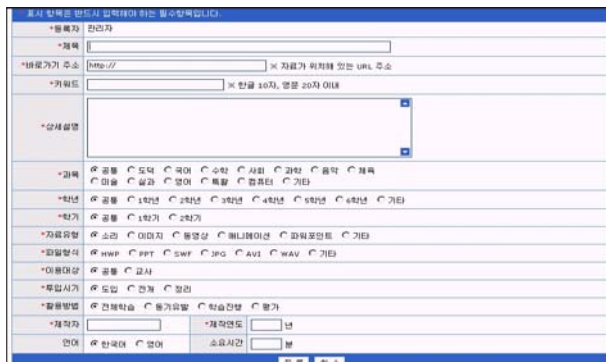 * 표시 항목은 반드시 입력해야 하는 필수항목입니다.
*등록자 관리자
*제목
*바로가기 주소 http:// ※ 자료가 위치해 있는 URL 주소
*키워드 ※ 한글 10자, 영문 20자 이내
*상세설명
*과목 공통 도덕 국어 수학 사회 과학 음악 체육
미술 실과 영어 특활 컴퓨터 기타
*학년 공통 1학년 2학년 3학년 4학년 5학년 6학년 기타
*학기 공통 1학기 2학기
*자료유형 소리 이미지 동영상 애니메이션 파워포인트 기타
*파일형식 HWP PPT SWF JPG AVI WAV 기타
*이용대상 공통 교사
*투입시기 도입 전개 정리
*활용방법 전체학습 동기유발 학습진행 평가
*제작자 *제작연도 년
언어 한국어 영어 소요시간 분